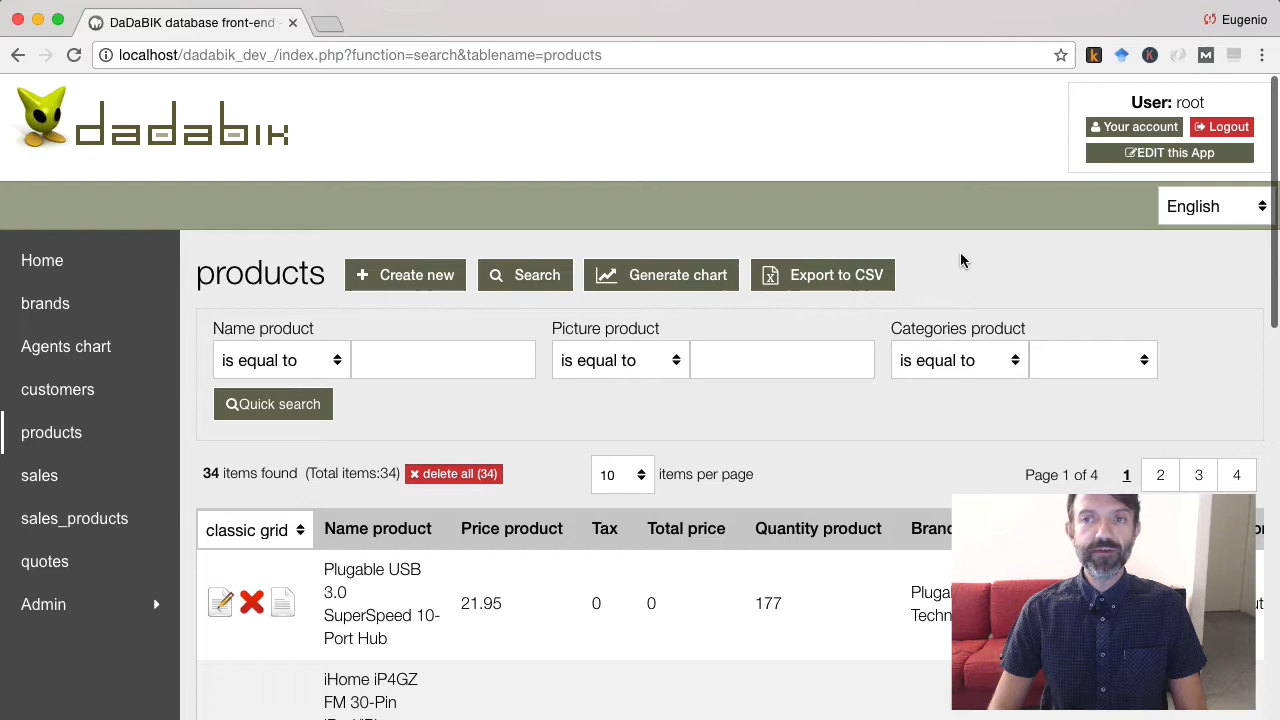 DaDaBIK database front-end -
Eugenio
localhost/dadabik_dev_/index.php?function=search&tablename=products
dadabik
User: root
Your account
Logout
EDIT this App
English
Home
brands
Agents chart
customers
products
sales
sales_products
quotes
Admin
products
Create new
Search
Generate chart
Export to CSV
Name product
Picture product
Categories product
is equal to
is equal to
is equal to
Quick search
34 items found (Total items:34)
delete all (34)
10
items per page
Page 1 of 4
1
2
3
4
classic grid
Name product
Price product
Tax
Total price
Quantity product
Plugable USB
3.0
SuperSpeed 10-
Port Hub
21.95
0
0
177
iHome iP4GZ
FM 30-Pin